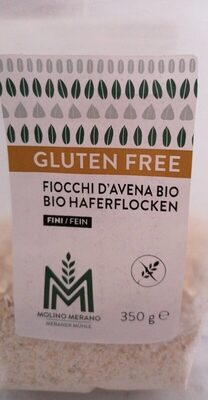 GLUTEN FREE
FIOCCHI D'AVENA BIO
BIO HAFERFLOCKEN
FINI / FEIN
MOLINO MERANO
MERANER MÜHLE
350 g ℮